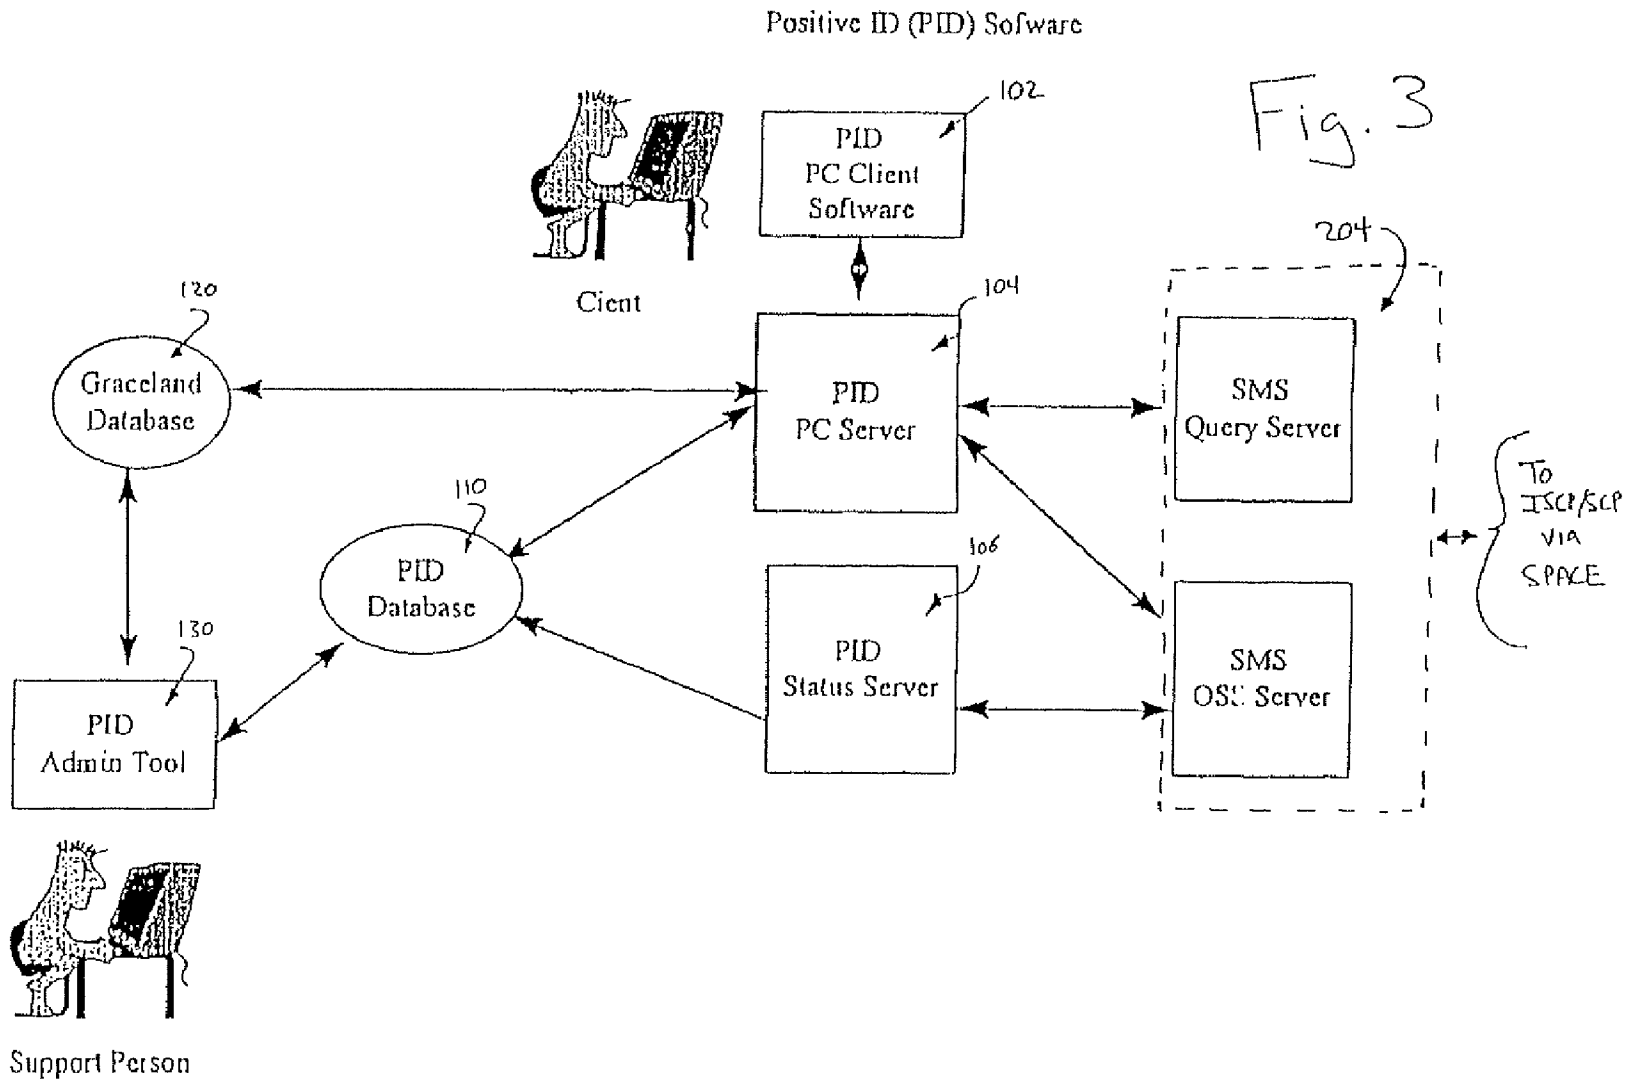 Positive ID (PID) Sofware
Fig. 3
102
PID
PC Client
Software
204
Cient
120
104
Graceland
Database
PID
PC Server
SMS
Query Server
To
ISCP/SCP
VIA
SPACE
110
PID
Database
106
PID
Status Server
SMS
OSS Server
130
PID
Admin Tool
Support Person